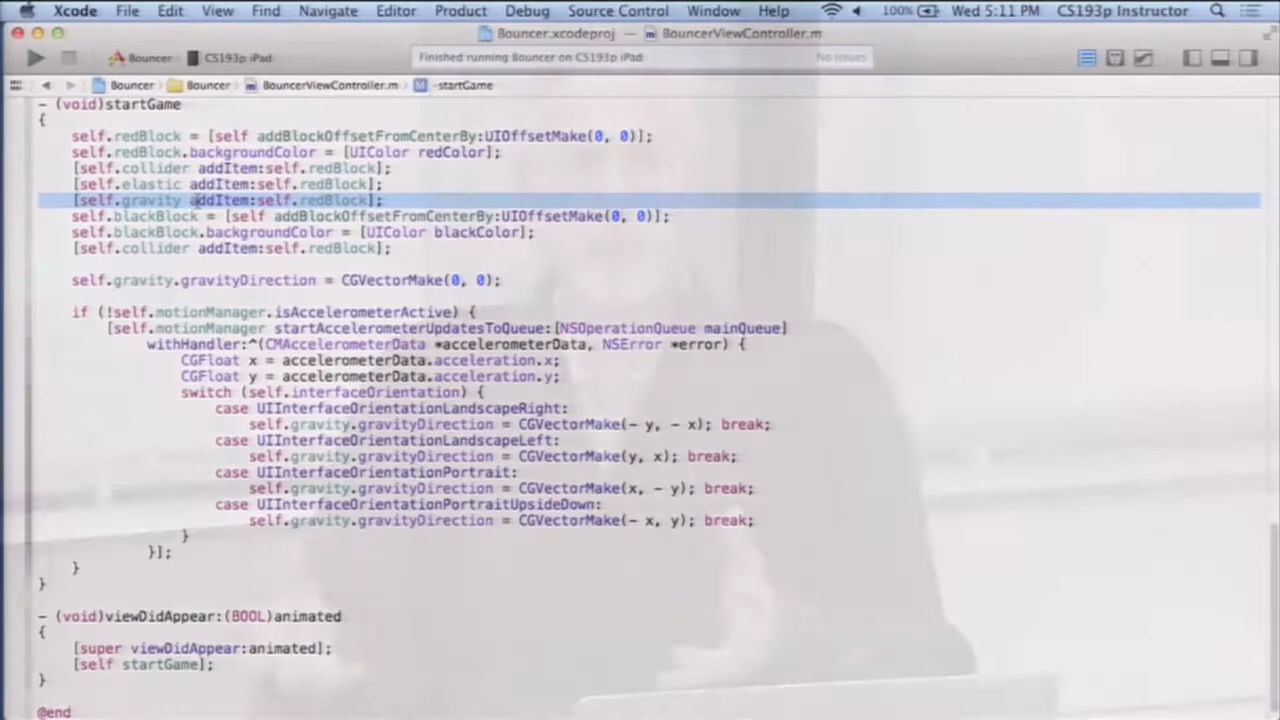 Xcode File Edit View Find Navigate Editor Product Debug Source Control Window Help 100% Wed 5:11 PM CS193p Instructor
Bouncer.xcodeproj — BouncerViewController.m
Bouncer CS193p iPad Finished running Bouncer on CS193p iPad No Issues
Bouncer Bouncer BouncerViewController.m -startGame
- (void)startGame
{
self.redBlock = [self addBlockOffsetFromCenterBy:UIOffsetMake(0, 0)];
self.redBlock.backgroundColor = [UIColor redColor];
[self.collider addItem:self.redBlock];
[self.elastic addItem:self.redBlock];
[self.gravity addItem:self.redBlock];
self.blackBlock = [self addBlockOffsetFromCenterBy:UIOffsetMake(0, 0)];
self.blackBlock.backgroundColor = [UIColor blackColor];
[self.collider addItem:self.redBlock];
self.gravity.gravityDirection = CGVectorMake(0, 0);
if (!self.motionManager.isAccelerometerActive) {
[self.motionManager startAccelerometerUpdatesToQueue:[NSOperationQueue mainQueue]
withHandler:^(CMAccelerometerData *accelerometerData, NSError *error) {
CGFloat x = accelerometerData.acceleration.x;
CGFloat y = accelerometerData.acceleration.y;
switch (self.interfaceOrientation) {
case UIInterfaceOrientationLandscapeRight:
self.gravity.gravityDirection = CGVectorMake(- y, - x); break;
case UIInterfaceOrientationLandscapeLeft:
self.gravity.gravityDirection = CGVectorMake(y, x); break;
case UIInterfaceOrientationPortrait:
self.gravity.gravityDirection = CGVectorMake(x, - y); break;
case UIInterfaceOrientationPortraitUpsideDown:
self.gravity.gravityDirection = CGVectorMake(- x, y); break;
}
}];
}
}
- (void)viewDidAppear:(BOOL)animated
{
[super viewDidAppear:animated];
[self startGame];
}
@end